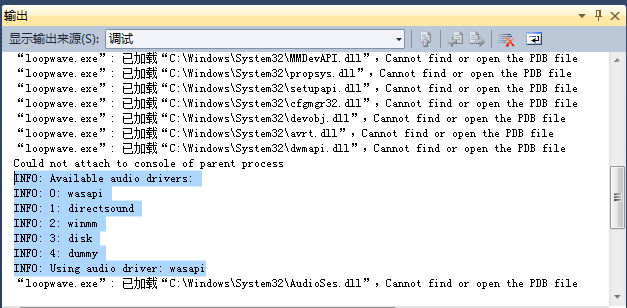 输出
显示输出来源(S): 调试
“loopwave.exe”: 已加载“C:\Windows\System32\MMDevAPI.dll”，Cannot find or open the PDB file
“loopwave.exe”: 已加载“C:\Windows\System32\propsys.dll”，Cannot find or open the PDB file
“loopwave.exe”: 已加载“C:\Windows\System32\setupapi.dll”，Cannot find or open the PDB file
“loopwave.exe”: 已加载“C:\Windows\System32\cfgmgr32.dll”，Cannot find or open the PDB file
“loopwave.exe”: 已加载“C:\Windows\System32\devobj.dll”，Cannot find or open the PDB file
“loopwave.exe”: 已加载“C:\Windows\System32\avrt.dll”，Cannot find or open the PDB file
“loopwave.exe”: 已加载“C:\Windows\System32\dwmapi.dll”，Cannot find or open the PDB file
Could not attach to console of parent process
INFO: Available audio drivers:
INFO: 0: wasapi
INFO: 1: directsound
INFO: 2: winmm
INFO: 3: disk
INFO: 4: dummy
INFO: Using audio driver: wasapi
“loopwave.exe”: 已加载“C:\Windows\System32\AudioSes.dll”，Cannot find or open the PDB file